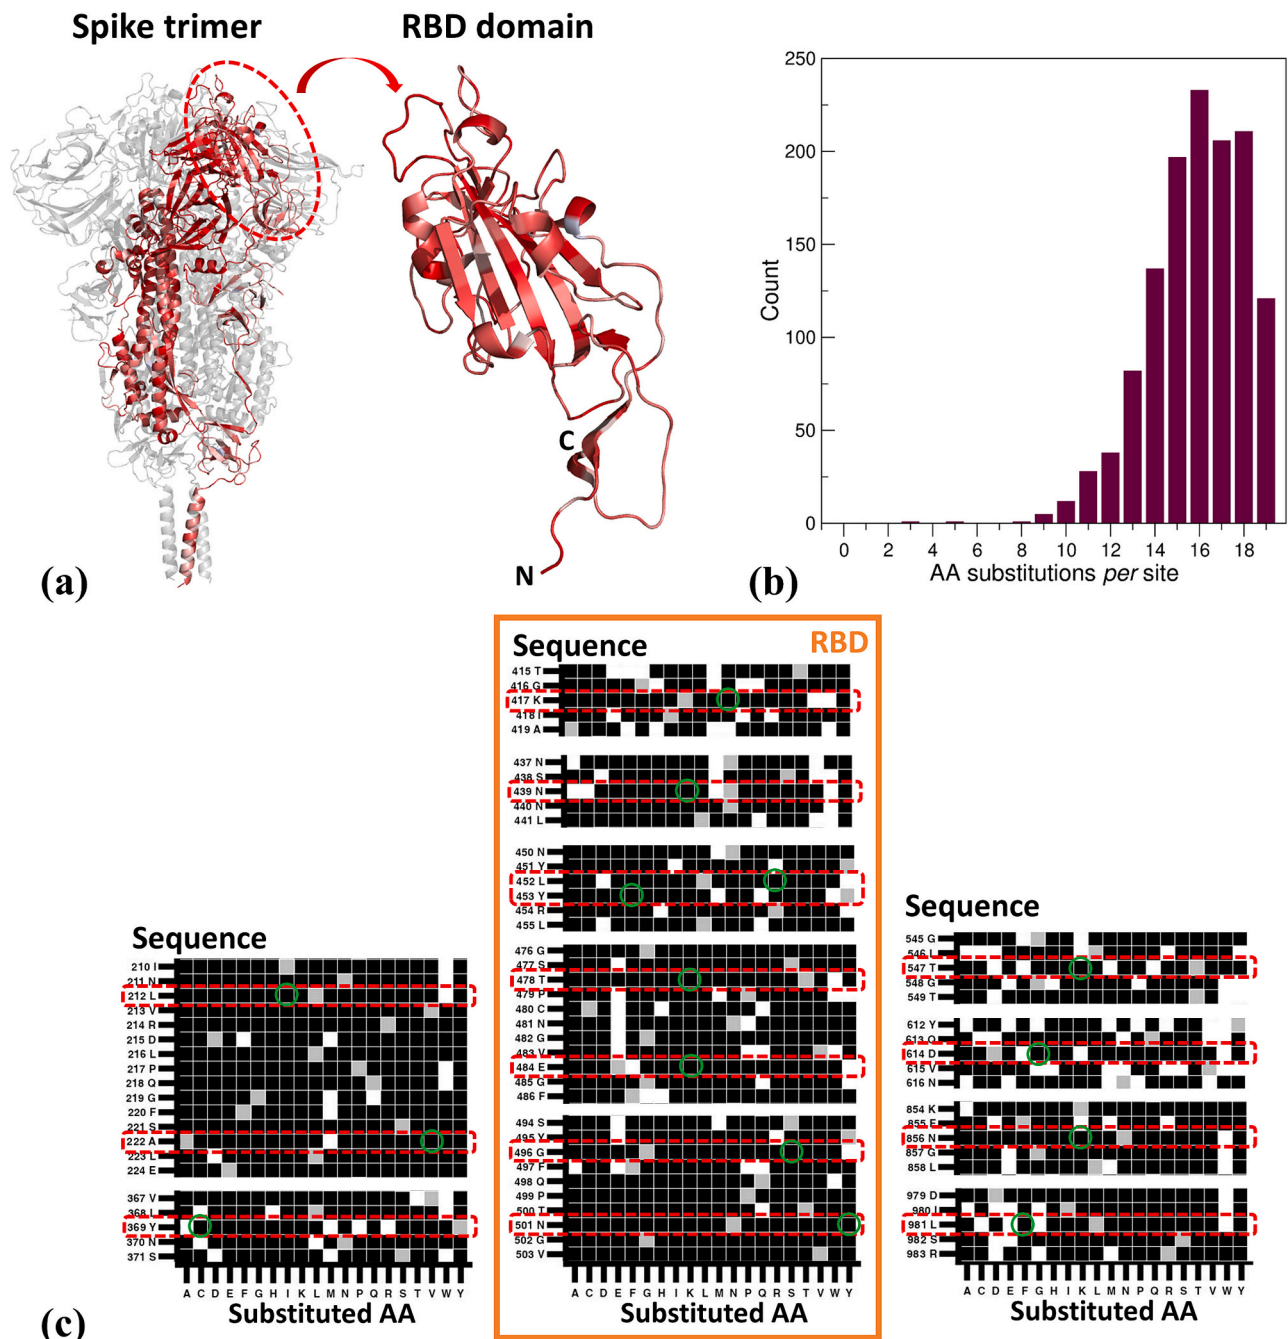 Spike trimer
RBD domain
C
N
(a)
250
200
150
100
50
0
Count
0 2 4 6 8 10 12 14 16 18
AA substitutions per site
(b)
Sequence
210 I
211 N
212 L
213 V
214 R
215 D
216 L
217 P
218 Q
219 G
220 F
221 S
222 A
223 L
224 E
367 V
368 L
369 Y
370 N
371 S
A C D E F G H I K L M N P Q R S T V W Y
Substituted AA
Sequence
RBD
415 T
416 G
417 K
418 I
419 A
437 N
438 S
439 N
440 N
441 L
450 N
451 Y
452 L
453 Y
454 R
455 L
476 G
477 S
478 T
479 P
480 C
481 N
482 G
483 V
484 E
485 G
486 F
494 S
495 Y
496 G
497 F
498 Q
499 P
500 T
501 N
502 G
503 V
A C D E F G H I K L M N P Q R S T V W Y
Substituted AA
Sequence
545 G
546 L
547 T
548 G
549 T
612 Y
613 Q
614 D
615 V
616 N
854 K
855 F
856 N
857 G
858 L
979 D
980 I
981 L
982 S
983 R
A C D E F G H I K L M N P Q R S T V W Y
Substituted AA
(c)